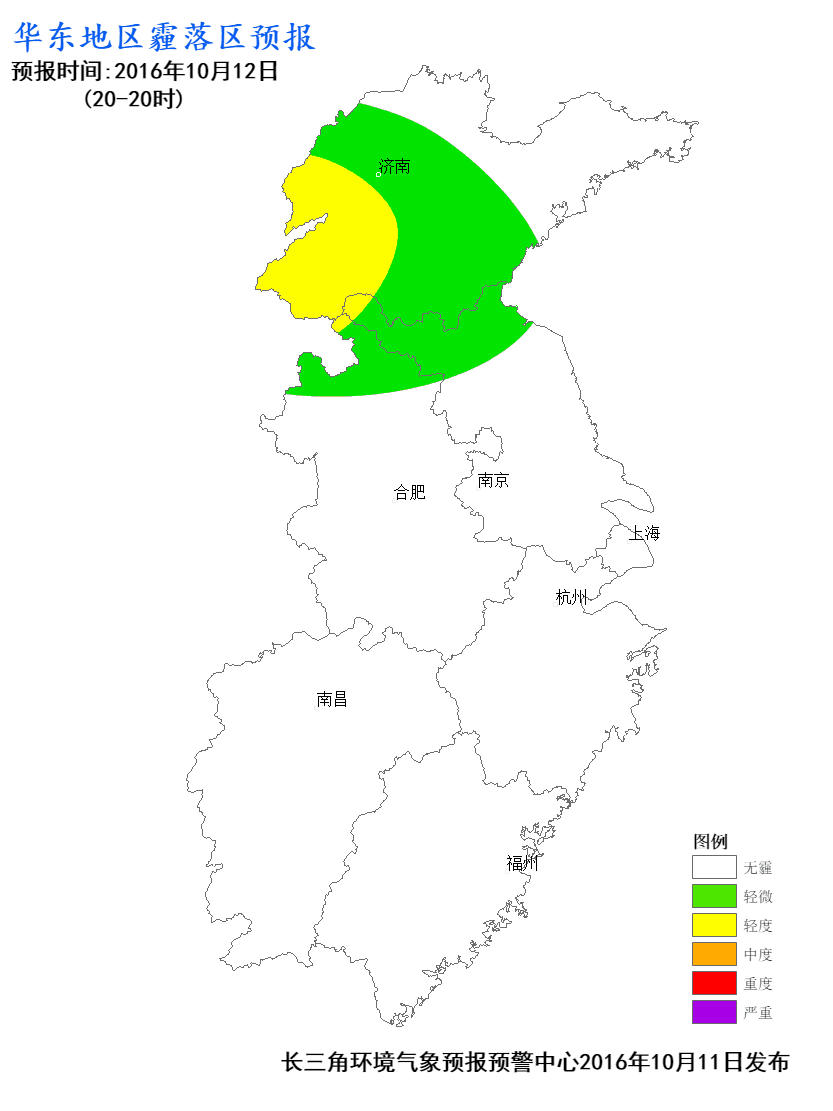 华东地区霾落区预报
预报时间:2016年10月12日
(20-20时)
济南
合肥
南京
上海
杭州
南昌
福州
图例
无霾
轻微
轻度
中度
重度
严重
长三角环境气象预报预警中心2016年10月11日发布